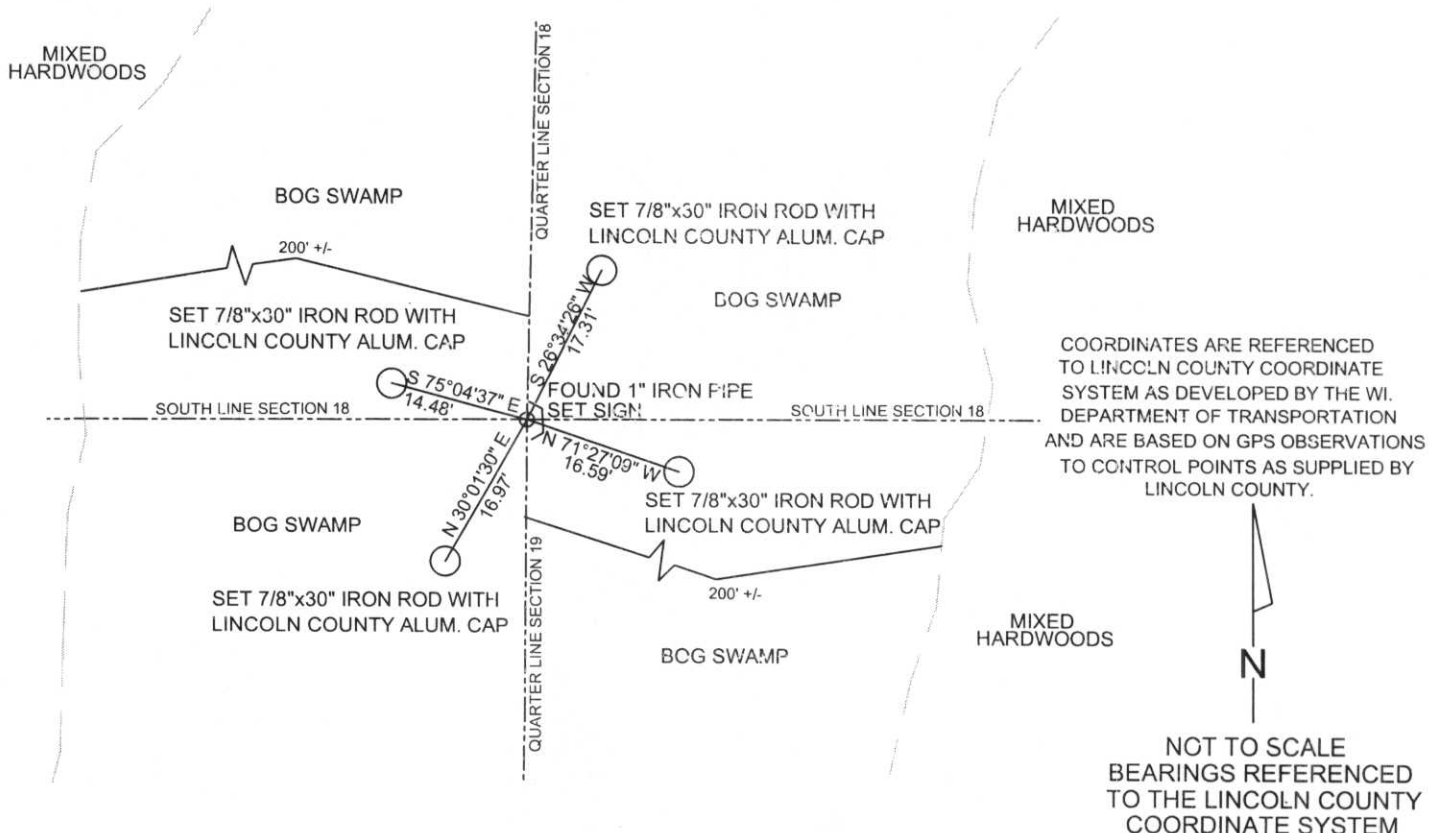 MIXED
HARDWOODS
QUARTER LINE SECTION 18
BOG SWAMP
200' +/-
SET 7/8"x30" IRON ROD WITH
LINCOLN COUNTY ALUM. CAP
MIXED
HARDWOODS
BOG SWAMP
SET 7/8"x30" IRON ROD WITH
LINCOLN COUNTY ALUM. CAP
S 26°34'26" W
17.31'
S 75°04'37" E
14.48'
FOUND 1" IRON PIPE
SET SIGN
SOUTH LINE SECTION 18
SOUTH LINE SECTION 18
N 71°27'09" W
16.59'
N 30°01'30" E
16.97'
SET 7/8"x30" IRON ROD WITH
LINCOLN COUNTY ALUM. CAP
BOG SWAMP
SET 7/8"x30" IRON ROD WITH
LINCOLN COUNTY ALUM. CAP
QUARTER LINE SECTION 19
200' +/-
BOG SWAMP
MIXED
HARDWOODS
COORDINATES ARE REFERENCED
TO LINCOLN COUNTY COORDINATE
SYSTEM AS DEVELOPED BY THE WI.
DEPARTMENT OF TRANSPORTATION
AND ARE BASED ON GPS OBSERVATIONS
TO CONTROL POINTS AS SUPPLIED BY
LINCOLN COUNTY.
N
NOT TO SCALE
BEARINGS REFERENCED
TO THE LINCOLN COUNTY
COORDINATE SYSTEM